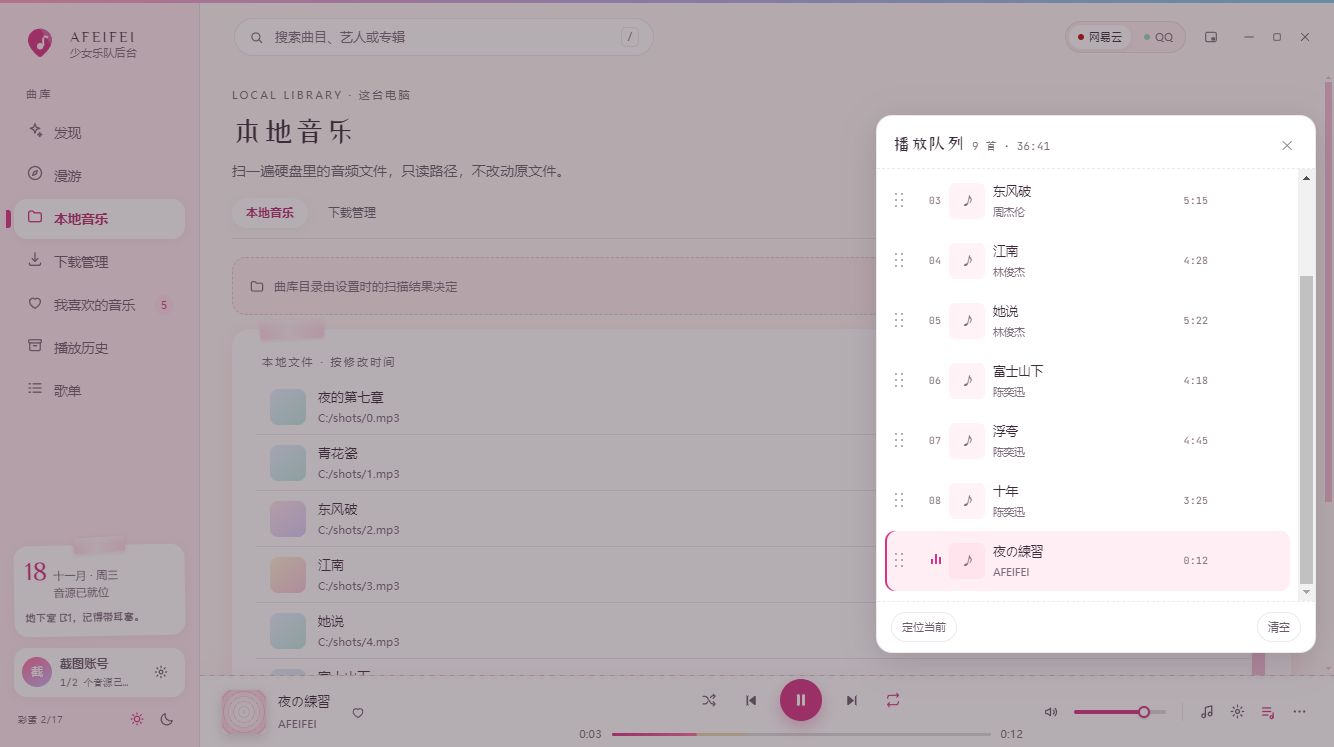 AFEIFEI
少女乐队后台
曲库
发现
漫游
本地音乐
下载管理
我喜欢的音乐 5
播放历史
歌单
18 十一月 · 周三
音源已就位
地下室 B1，记得带耳塞。
截 截图账号
1/2 个音源已…
彩蛋 2/17
搜索曲目、艺人或专辑 /
网易云 QQ
LOCAL LIBRARY · 这台电脑
本地音乐
扫一遍硬盘里的音频文件，只读路径，不改动原文件。
本地音乐 下载管理
曲库目录由设置时的扫描结果决定
本地文件 · 按修改时间
夜的第七章
C:/shots/0.mp3
青花瓷
C:/shots/1.mp3
东风破
C:/shots/2.mp3
江南
C:/shots/3.mp3
她说
C:/shots/4.mp3
富士山下
播放队列 9 首 · 36:41
03 东风破 5:15
周杰伦
04 江南 4:28
林俊杰
05 她说 5:22
林俊杰
06 富士山下 4:18
陈奕迅
07 浮夸 4:45
陈奕迅
08 十年 3:25
陈奕迅
夜の練習 0:12
AFEIFEI
定位当前 清空
夜の練習
AFEIFEI
0:03 0:12